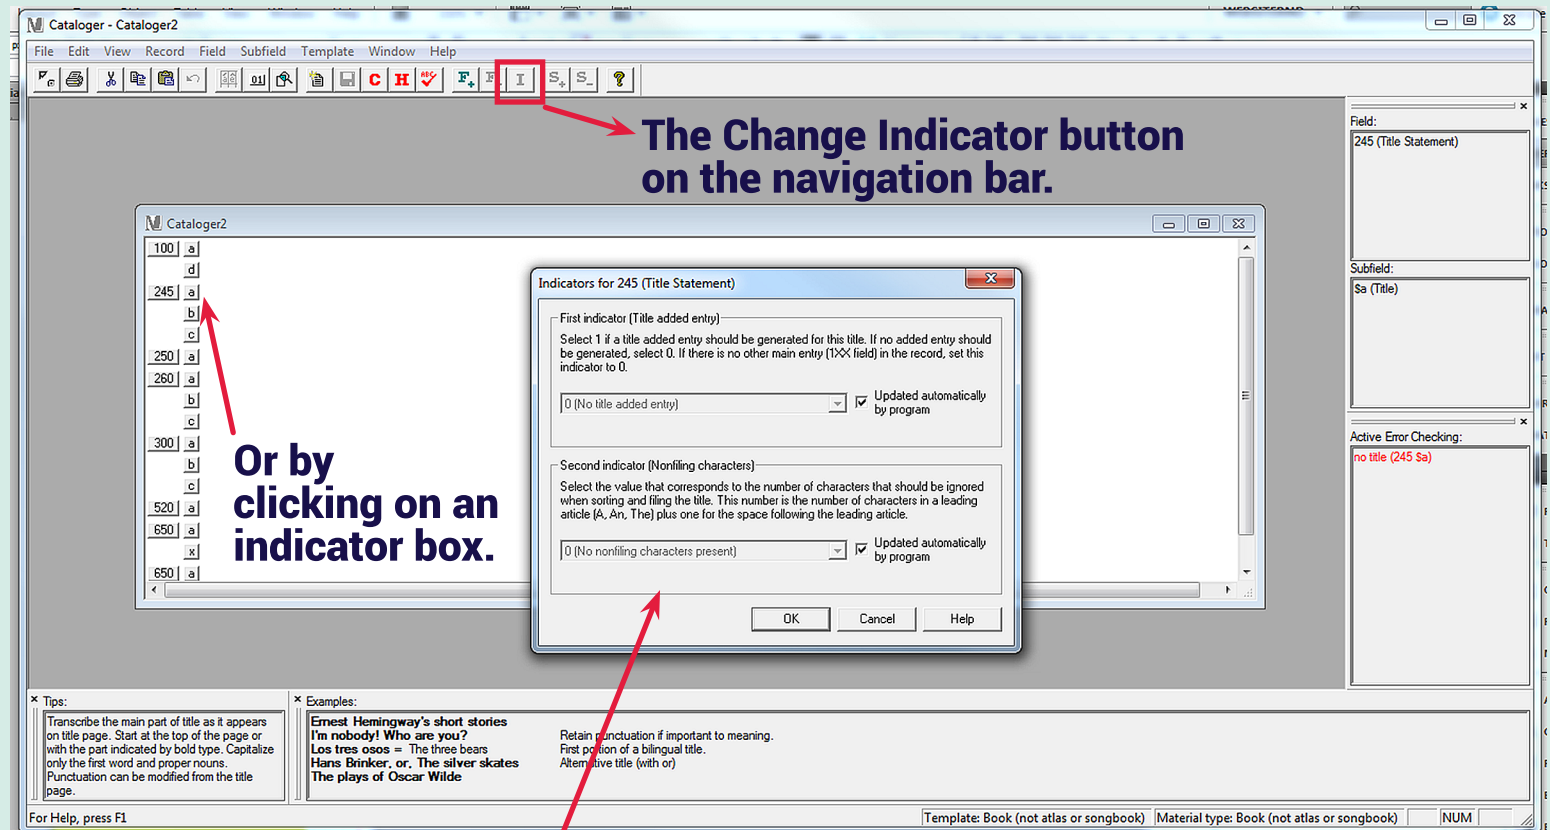 Cataloger - Cataloger2
File Edit View Record Field Subfield Template Window Help
01 C H ABC F+ I S+ S- ?
The Change Indicator button
on the navigation bar.
Field:
245 (Title Statement)
Subfield:
$a (Title)
Active Error Checking:
no title (245 $a)
Cataloger2
100 a
d
245 a
b
c
250 a
260 a
b
c
300 a
b
c
520 a
650 a
x
650 a
Or by
clicking on an
indicator box.
Indicators for 245 (Title Statement)
First indicator (Title added entry)
Select 1 if a title added entry should be generated for this title. If no added entry should
be generated, select 0. If there is no other main entry (1XX field) in the record, set this
indicator to 0.
0 (No title added entry)
Updated automatically
by program
Second indicator (Nonfiling characters)
Select the value that corresponds to the number of characters that should be ignored
when sorting and filing the title. This number is the number of characters in a leading
article (A, An, The) plus one for the space following the leading article.
0 (No nonfiling characters present)
Updated automatically
by program
OK Cancel Help
Tips:
Transcribe the main part of title as it appears
on title page. Start at the top of the page or
with the part indicated by bold type. Capitalize
only the first word and proper nouns.
Punctuation can be modified from the title
page.
Examples:
Ernest Hemingway's short stories
I'm nobody! Who are you? Retain punctuation if important to meaning.
Los tres osos = The three bears First portion of a bilingual title.
Hans Brinker, or, The silver skates Alternative title (with or)
The plays of Oscar Wilde
For Help, press F1
Template: Book (not atlas or songbook) Material type: Book (not atlas or songbook) NUM